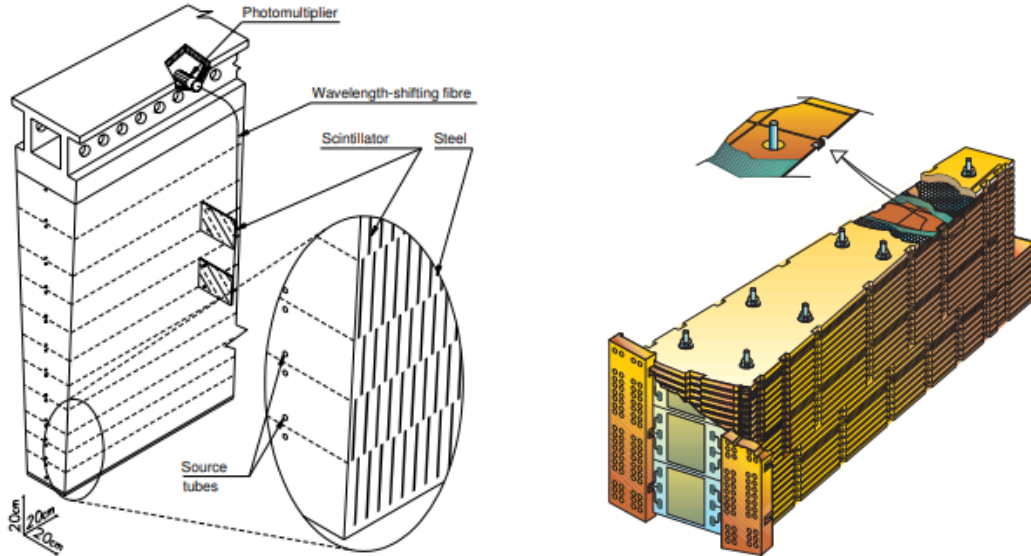 Photomultiplier
Wavelength-shifting fibre
Scintillator Steel
Source
tubes
20cm
20cm
20cm